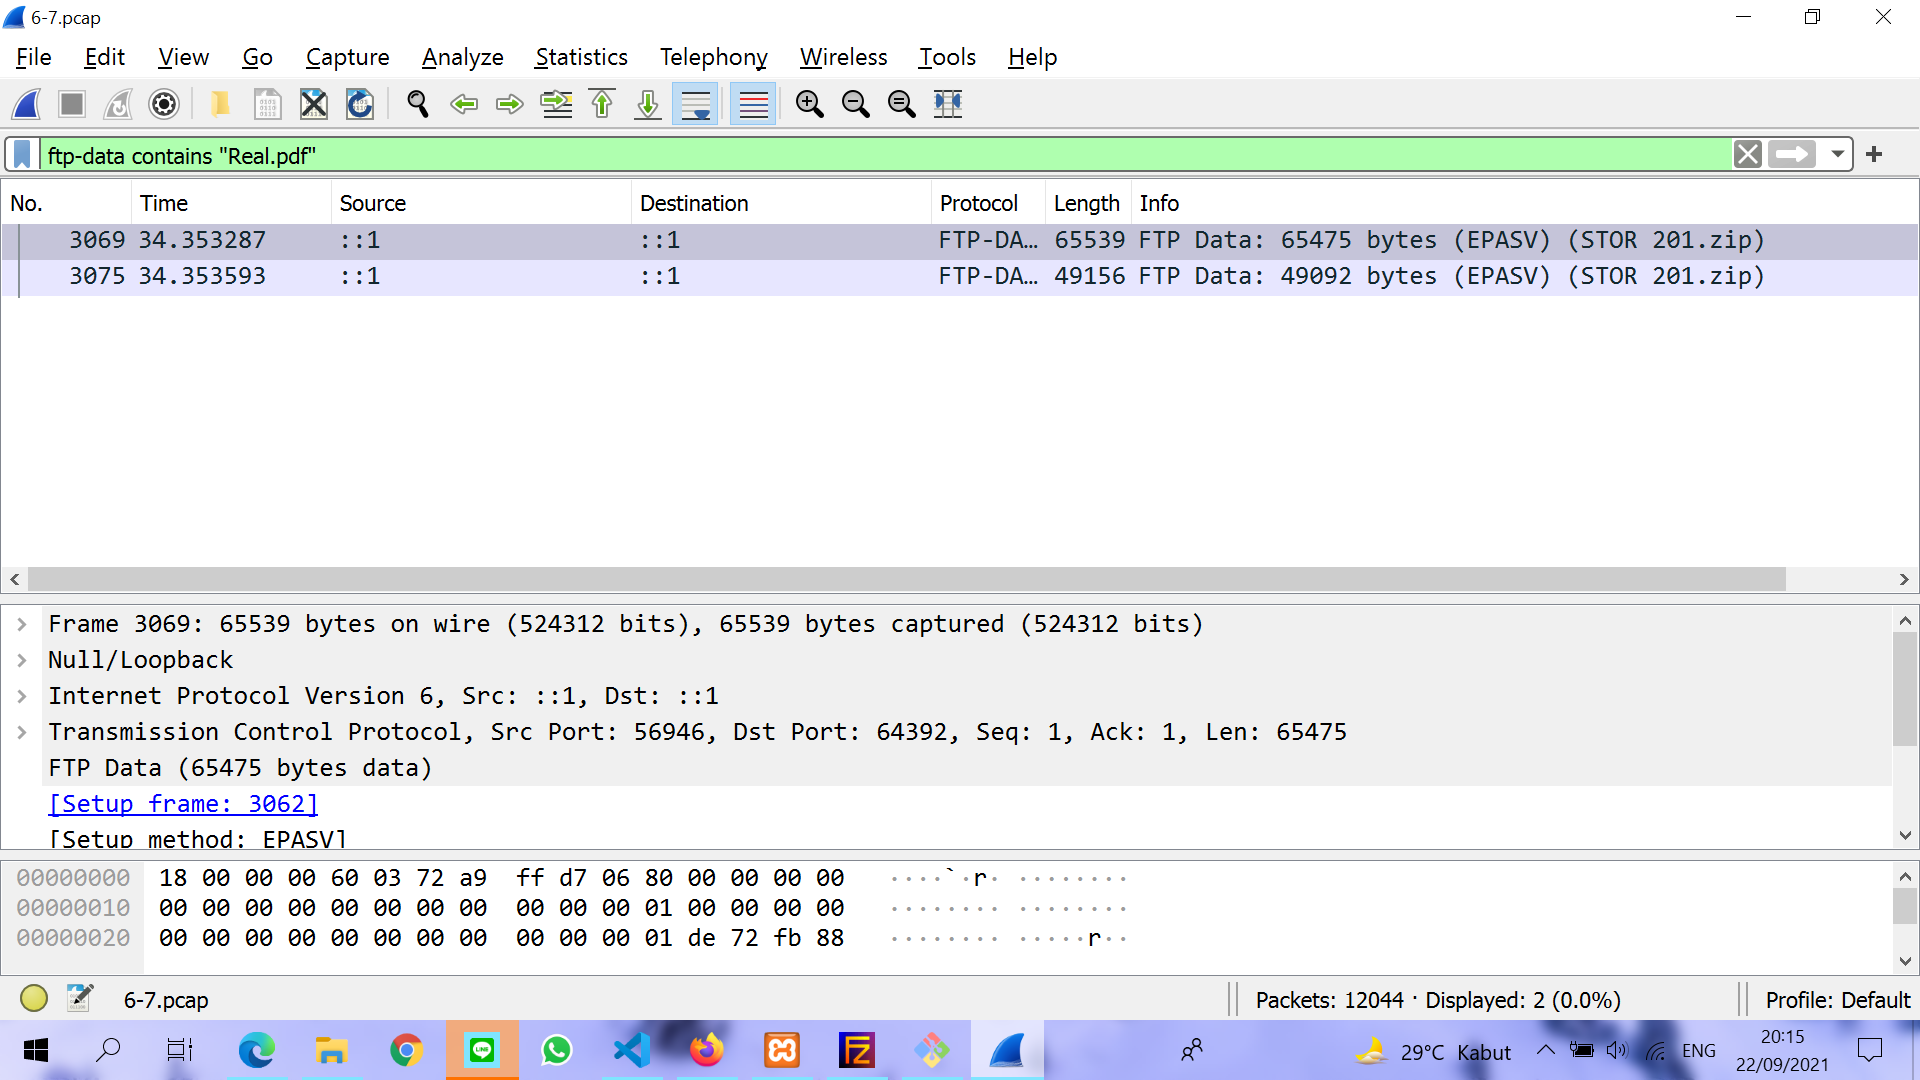 6-7.pcap
File Edit View Go Capture Analyze Statistics Telephony Wireless Tools Help
ftp-data contains "Real.pdf"
No. Time Source Destination Protocol Length Info
3069 34.353287 ::1 ::1 FTP-DA… 65539 FTP Data: 65475 bytes (EPASV) (STOR 201.zip)
3075 34.353593 ::1 ::1 FTP-DA… 49156 FTP Data: 49092 bytes (EPASV) (STOR 201.zip)
Frame 3069: 65539 bytes on wire (524312 bits), 65539 bytes captured (524312 bits)
Null/Loopback
Internet Protocol Version 6, Src: ::1, Dst: ::1
Transmission Control Protocol, Src Port: 56946, Dst Port: 64392, Seq: 1, Ack: 1, Len: 65475
FTP Data (65475 bytes data)
[Setup frame: 3062]
[Setup method: EPASV]
00000000 18 00 00 00 60 03 72 a9 ff d7 06 80 00 00 00 00 ····`·r· ········
00000010 00 00 00 00 00 00 00 00 00 00 00 01 00 00 00 00 ········ ········
00000020 00 00 00 00 00 00 00 00 00 00 00 01 de 72 fb 88 ········ ·····r··
6-7.pcap Packets: 12044 · Displayed: 2 (0.0%) Profile: Default
29°C Kabut ENG 20:15
22/09/2021